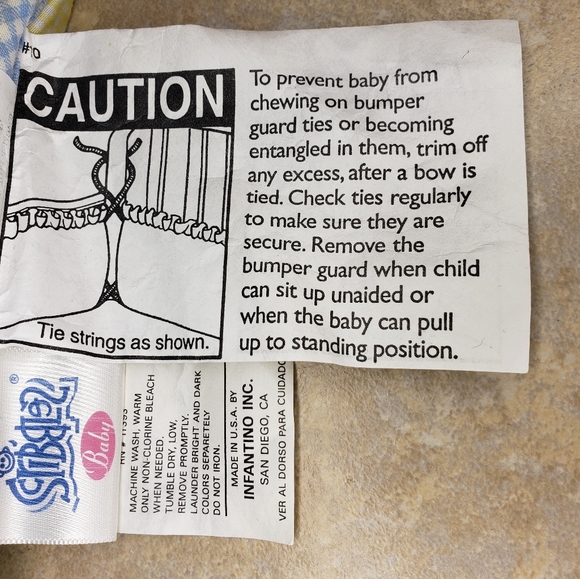 #10
CAUTION
Tie strings as shown.
To prevent baby from
chewing on bumper
guard ties or becoming
entangled in them, trim off
any excess, after a bow is
tied. Check ties regularly
to make sure they are
secure. Remove the
bumper guard when child
can sit up unaided or
when the baby can pull
up to standing position.
®
Baby
MACHINE WASH, WARM
ONLY NON-CLORINE BLEACH
WHEN NEEDED.
TUMBLE DRY, LOW,
REMOVE PROMPTLY.
LAUNDER BRIGHT AND DARK
COLORS SEPARETELY
DO NOT IRON.
MADE IN U.S.A. BY
INFANTINO INC.
SAN DIEGO, CA
VER AL DORSO PARA CUIDADO